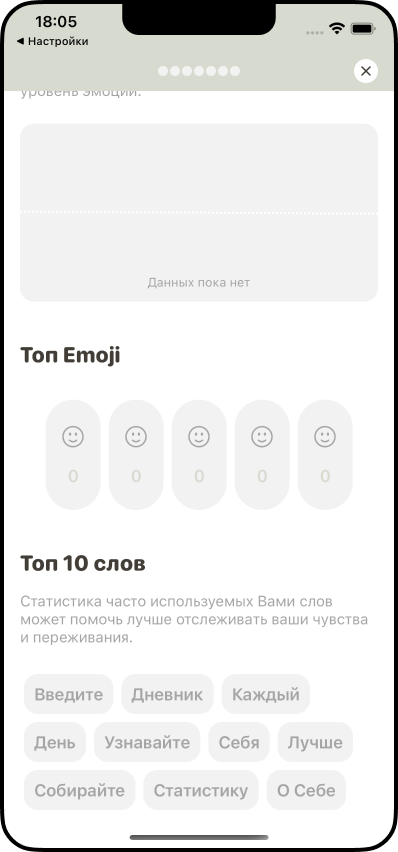 18:05
◀ Настройки
уровень эмоций.
Данных пока нет
Топ Emoji
0 0 0 0 0
Топ 10 слов
Статистика часто используемых Вами слов
может помочь лучше отслеживать ваши чувства
и переживания.
Введите Дневник Каждый
День Узнавайте Себя Лучше
Собирайте Статистику О Себе